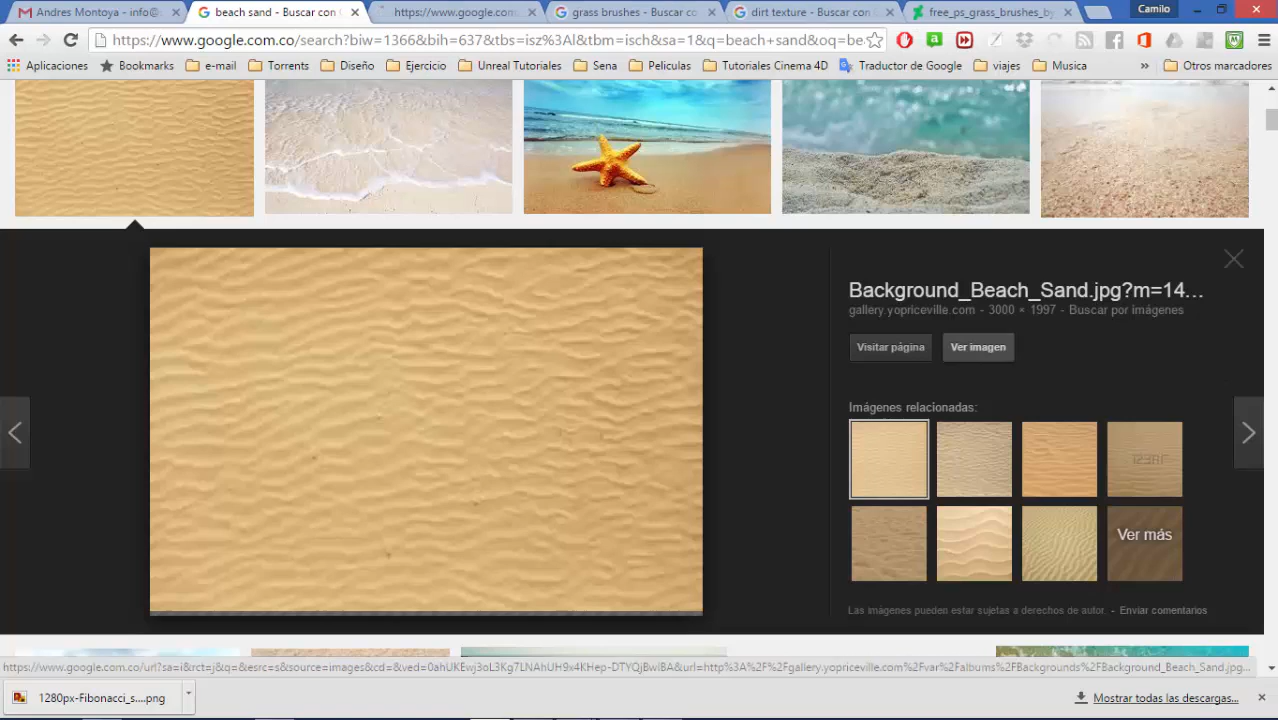 Andres Montoya - info@
beach sand - Buscar con
https://www.google.com.
grass brushes - Buscar co
dirt texture - Buscar con
free_ps_grass_brushes_by
Camilo
https://www.google.com.co/search?biw=1366&bih=637&tbs=isz%3Al&tbm=isch&sa=1&q=beach+sand&oq=be
Aplicaciones
Bookmarks
e-mail
Torrents
Diseño
Ejercicio
Unreal Tutoriales
Sena
Peliculas
Tutoriales Cinema 4D
Traductor de Google
viajes
Musica
»
Otros marcadores
Background_Beach_Sand.jpg?m=14...
gallery.yopriceville.com - 3000 × 1997 - Buscar por imágenes
Visitar página
Ver imagen
Imágenes relacionadas:
123RF
Ver más
Las imágenes pueden estar sujetas a derechos de autor. - Enviar comentarios
https://www.google.com.co/url?sa=i&rct=j&q=&esrc=s&source=images&cd=&ved=0ahUKEwj3oL3Kg7LNAhUH9x4KHep-DTYQjBwIBA&url=http%3A%2F%2Fgallery.yopriceville.com%2Fvar%2Falbums%2FBackgrounds%2FBackground_Beach_Sand.jpg...
1280px-Fibonacci_s....png
Mostrar todas las descargas...